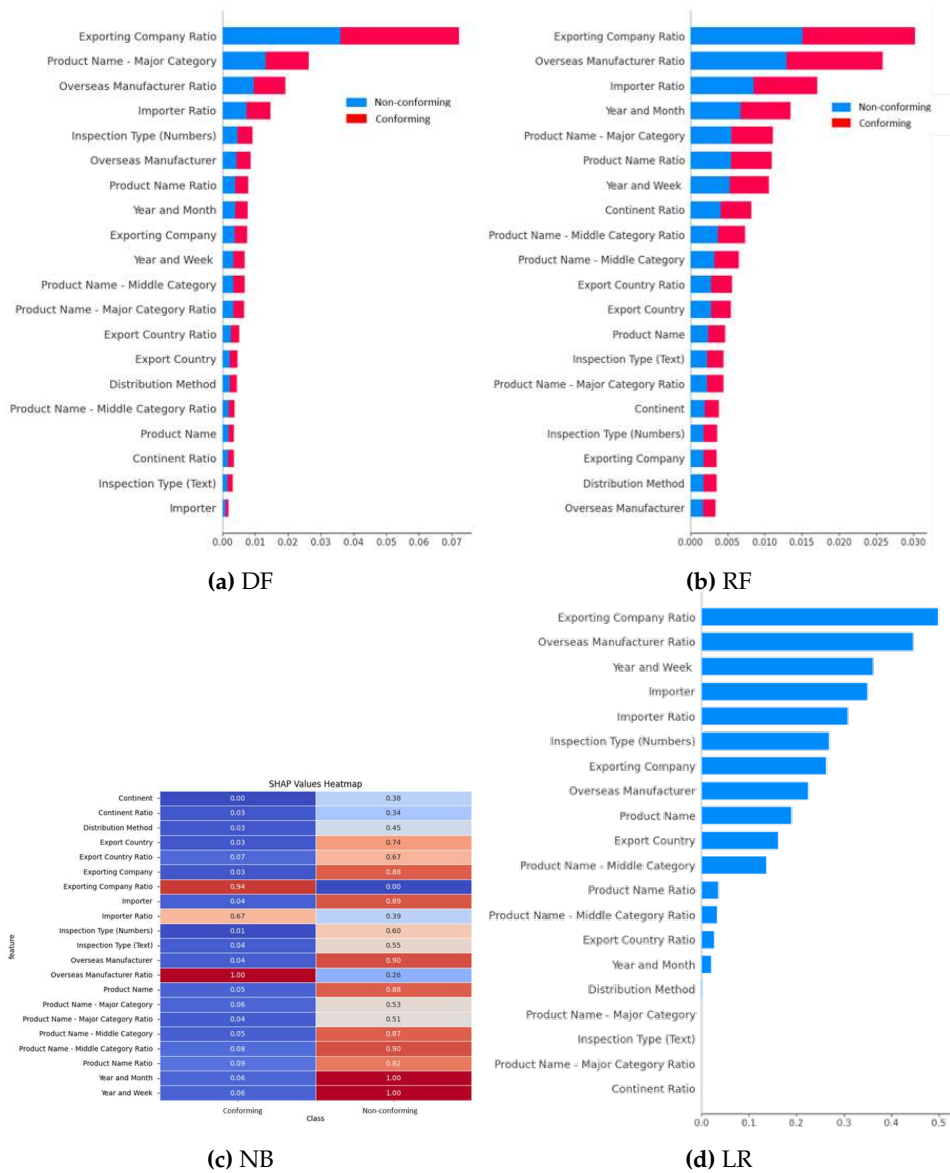 Exporting Company Ratio
Product Name - Major Category
Overseas Manufacturer Ratio
Importer Ratio
Inspection Type (Numbers)
Overseas Manufacturer
Product Name Ratio
Year and Month
Exporting Company
Year and Week
Product Name - Middle Category
Product Name - Major Category Ratio
Export Country Ratio
Export Country
Distribution Method
Product Name - Middle Category Ratio
Product Name
Continent Ratio
Inspection Type (Text)
Importer
Non-conforming
Conforming
0.00 0.01 0.02 0.03 0.04 0.05 0.06 0.07
(a) DF
Exporting Company Ratio
Overseas Manufacturer Ratio
Importer Ratio
Year and Month
Product Name - Major Category
Product Name Ratio
Year and Week
Continent Ratio
Product Name - Middle Category Ratio
Product Name - Middle Category
Export Country Ratio
Export Country
Product Name
Inspection Type (Text)
Product Name - Major Category Ratio
Continent
Inspection Type (Numbers)
Exporting Company
Distribution Method
Overseas Manufacturer
Non-conforming
Conforming
0.000 0.005 0.010 0.015 0.020 0.025 0.030
(b) RF
SHAP Values Heatmap
feature
Continent 0.00 0.38
Continent Ratio 0.03 0.34
Distribution Method 0.03 0.45
Export Country 0.03 0.74
Export Country Ratio 0.07 0.67
Exporting Company 0.03 0.88
Exporting Company Ratio 0.94 0.00
Importer 0.04 0.89
Importer Ratio 0.67 0.39
Inspection Type (Numbers) 0.01 0.60
Inspection Type (Text) 0.04 0.55
Overseas Manufacturer 0.04 0.90
Overseas Manufacturer Ratio 1.00 0.26
Product Name 0.05 0.88
Product Name - Major Category 0.06 0.53
Product Name - Major Category Ratio 0.04 0.51
Product Name - Middle Category 0.05 0.87
Product Name - Middle Category Ratio 0.08 0.90
Product Name Ratio 0.09 0.82
Year and Month 0.06 1.00
Year and Week 0.06 1.00
Conforming Non-conforming
Class
(c) NB
Exporting Company Ratio
Overseas Manufacturer Ratio
Year and Week
Importer
Importer Ratio
Inspection Type (Numbers)
Exporting Company
Overseas Manufacturer
Product Name
Export Country
Product Name - Middle Category
Product Name Ratio
Product Name - Middle Category Ratio
Export Country Ratio
Year and Month
Distribution Method
Product Name - Major Category
Inspection Type (Text)
Product Name - Major Category Ratio
Continent Ratio
0.0 0.1 0.2 0.3 0.4 0.5
(d) LR